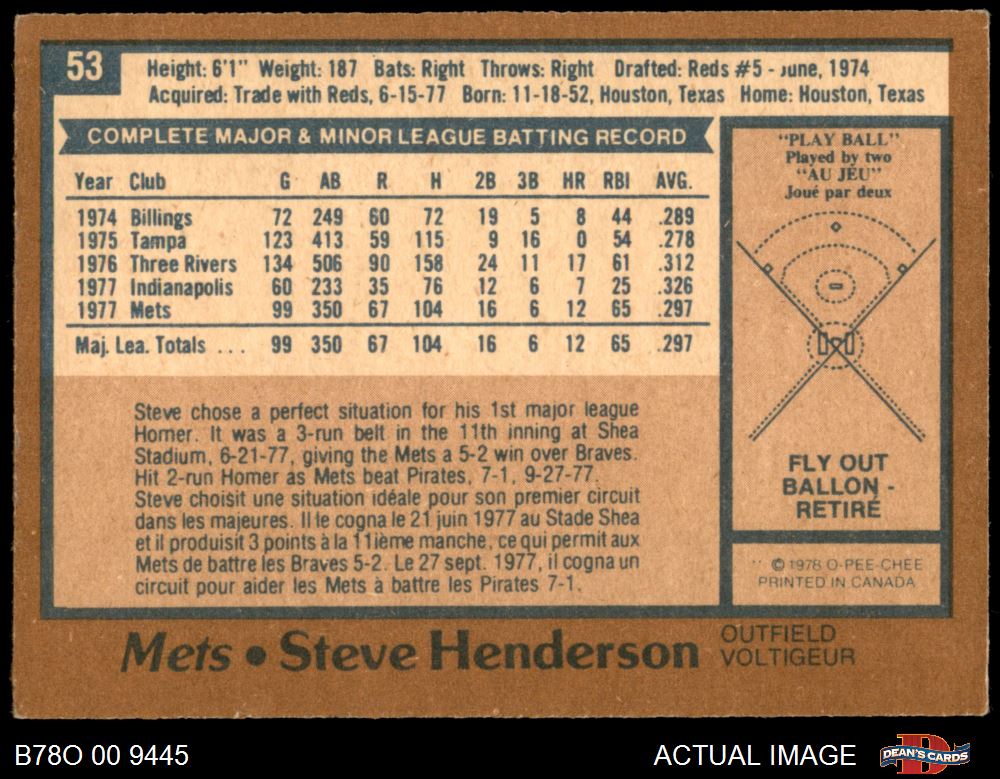 53
Height: 6'1" Weight: 187 Bats: Right Throws: Right Drafted: Reds #5 - June, 1974
Acquired: Trade with Reds, 6-15-77 Born: 11-18-52, Houston, Texas Home: Houston, Texas
COMPLETE MAJOR & MINOR LEAGUE BATTING RECORD
Year Club G AB R H 2B 3B HR RBI AVG.
1974 Billings 72 249 60 72 19 5 8 44 .289
1975 Tampa 123 413 59 115 9 16 0 54 .278
1976 Three Rivers 134 506 90 158 24 11 17 61 .312
1977 Indianapolis 60 233 35 76 12 6 7 25 .326
1977 Mets 99 350 67 104 16 6 12 65 .297
Maj. Lea. Totals ... 99 350 67 104 16 6 12 65 .297
Steve chose a perfect situation for his 1st major league
Homer. It was a 3-run belt in the 11th inning at Shea
Stadium, 6-21-77, giving the Mets a 5-2 win over Braves.
Hit 2-run Homer as Mets beat Pirates, 7-1, 9-27-77.
Steve choisit une situation idéale pour son premier circuit
dans les majeures. Il le cogna le 21 juin 1977 au Stade Shea
et il produisit 3 points à la 11ième manche, ce qui permit aux
Mets de battre les Braves 5-2. Le 27 sept. 1977, il cogna un
circuit pour aider les Mets à battre les Pirates 7-1.
"PLAY BALL"
Played by two
"AU JEU"
Joué par deux
FLY OUT
BALLON -
RETIRÉ
© 1978 O-PEE-CHEE
PRINTED IN CANADA
Mets • Steve Henderson
OUTFIELD
VOLTIGEUR
B78O 00 9445
ACTUAL IMAGE
DEAN'S CARDS